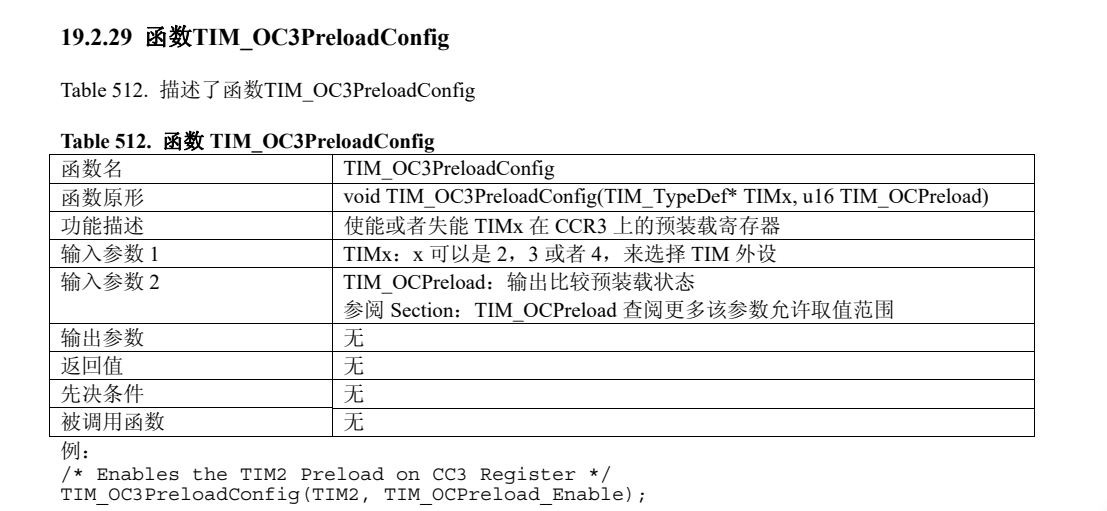 19.2.29 函数TIM_OC3PreloadConfig
Table 512. 描述了函数TIM_OC3PreloadConfig
Table 512. 函数 TIM_OC3PreloadConfig
函数名 TIM_OC3PreloadConfig
函数原形 void TIM_OC3PreloadConfig(TIM_TypeDef* TIMx, u16 TIM_OCPreload)
功能描述 使能或者失能 TIMx 在 CCR3 上的预装载寄存器
输入参数 1 TIMx：x 可以是 2，3 或者 4，来选择 TIM 外设
输入参数 2 TIM_OCPreload：输出比较预装载状态
参阅 Section：TIM_OCPreload 查阅更多该参数允许取值范围
输出参数 无
返回值 无
先决条件 无
被调用函数 无
例：
/* Enables the TIM2 Preload on CC3 Register */
TIM_OC3PreloadConfig(TIM2, TIM_OCPreload_Enable);